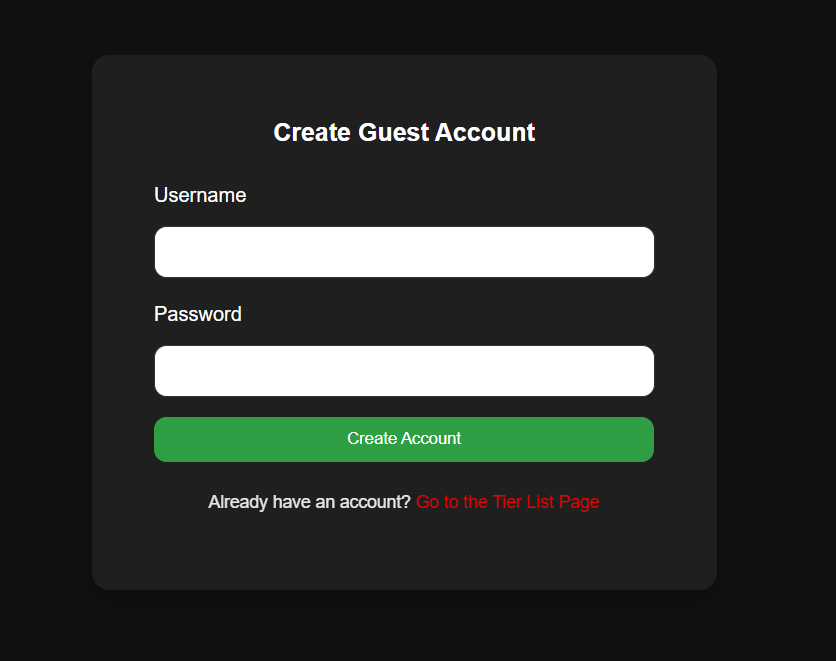 Create Guest Account
Username
Password
Create Account
Already have an account? Go to the Tier List Page